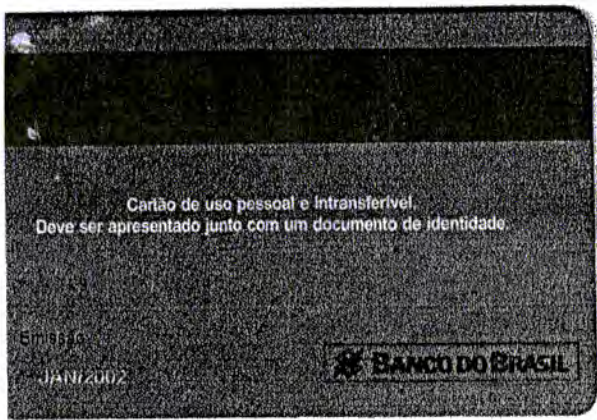 Cartão de uso pessoal e intransferível.
Deve ser apresentado junto com um documento de identidade.
Emissão
JAN/2002
BANCO DO BRASIL